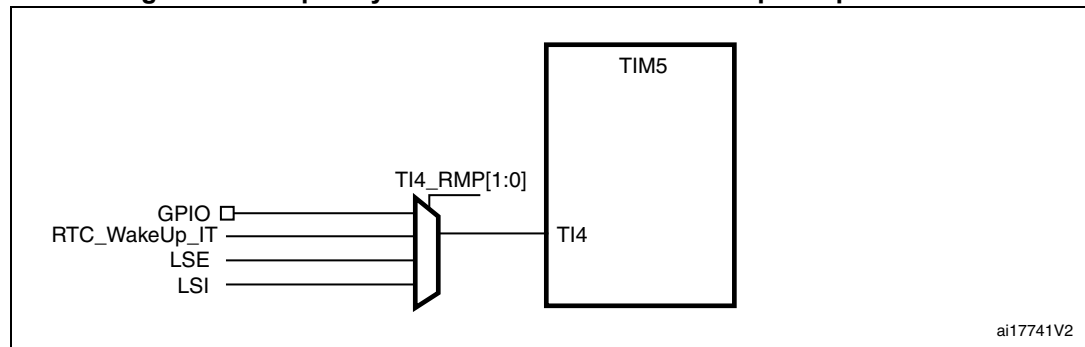 TIM5
TI4_RMP[1:0]
GPIO
RTC_WakeUp_IT
TI4
LSE
LSI
ai17741V2